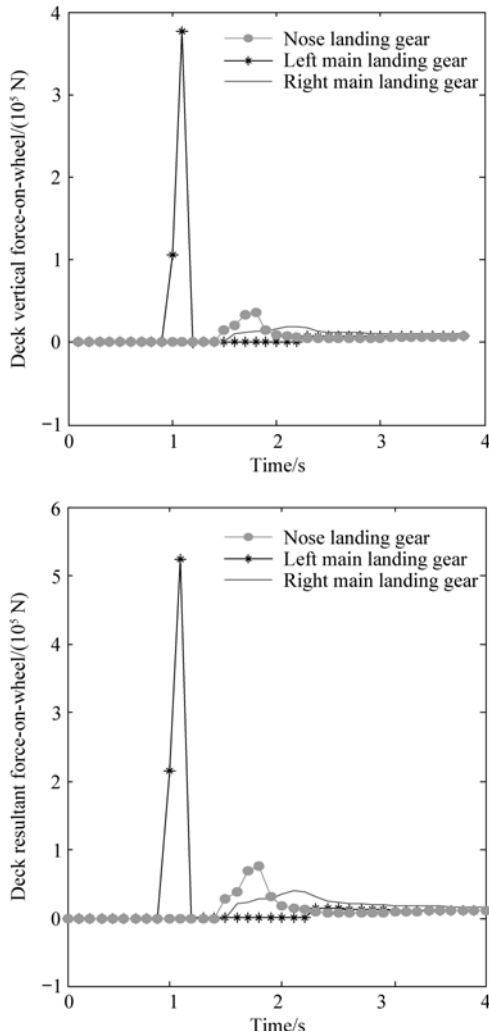 4
3
2
1
0
−1
Deck vertical force-on-wheel/(10⁵ N)
Nose landing gear
Left main landing gear
Right main landing gear
0 1 2 3 4
Time/s
6
5
4
3
2
1
0
−1
Deck resultant force-on-wheel/(10⁵ N)
Nose landing gear
Left main landing gear
Right main landing gear
0 1 2 3 4
Time/s